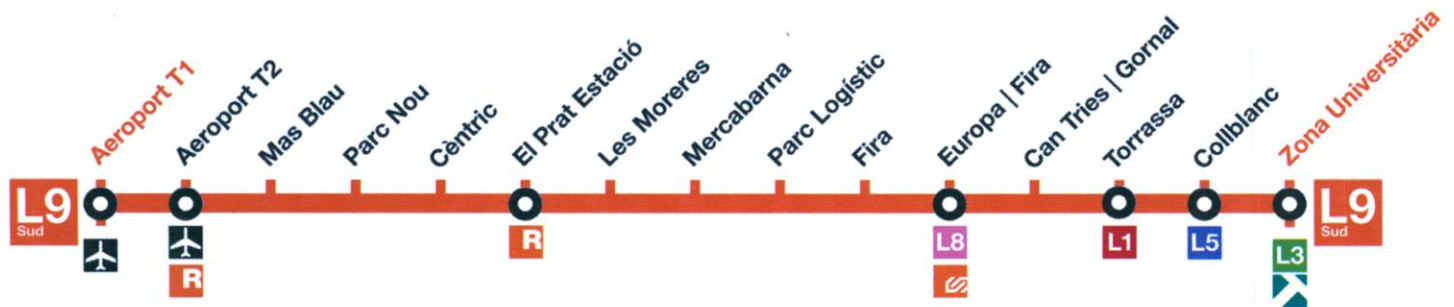 Aeroport T1
Aeroport T2
Mas Blau
Parc Nou
Cèntric
El Prat Estació
Les Moreres
Mercabarna
Parc Logístic
Fira
Europa | Fira
Can Tries | Gornal
Torrassa
Collblanc
Zona Universitària
L9
Sud
L9
Sud
R
R
L8
L1
L5
L3